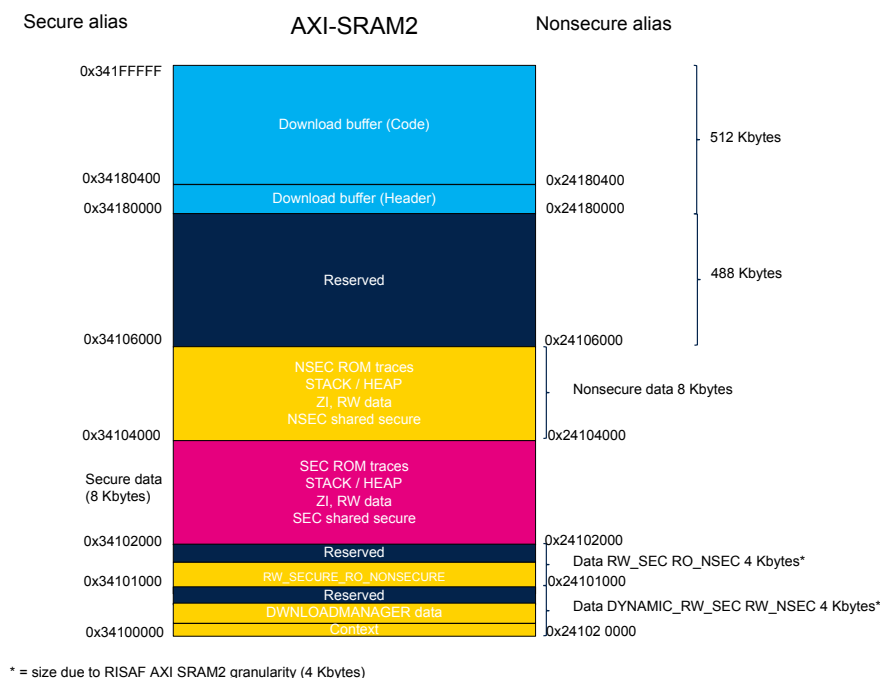 Secure alias
AXI-SRAM2
Nonsecure alias
0x341FFFFF
Download buffer (Code)
512 Kbytes
0x34180400
0x24180400
Download buffer (Header)
0x34180000
0x24180000
Reserved
488 Kbytes
0x34106000
0x24106000
NSEC ROM traces
STACK / HEAP
ZI, RW data
NSEC shared secure
Nonsecure data 8 Kbytes
0x34104000
0x24104000
Secure data
(8 Kbytes)
SEC ROM traces
STACK / HEAP
ZI, RW data
SEC shared secure
0x34102000
0x24102000
Reserved
Data RW_SEC RO_NSEC 4 Kbytes*
RW_SECURE_RO_NONSECURE
0x34101000
0x24101000
Reserved
DWNLOADMANAGER data
Data DYNAMIC_RW_SEC RW_NSEC 4 Kbytes*
Context
0x34100000
0x24102 0000
* = size due to RISAF AXI SRAM2 granularity (4 Kbytes)